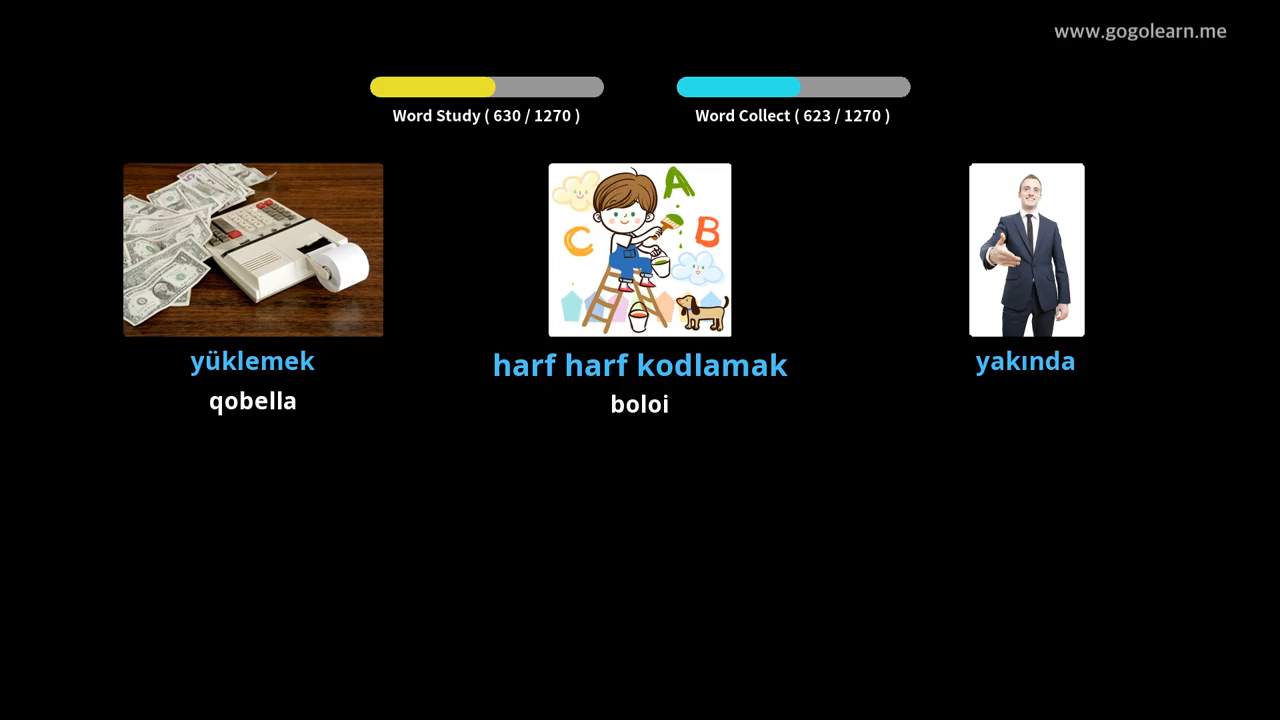 www.gogolearn.me
Word Study ( 630 / 1270 )
Word Collect ( 623 / 1270 )
A
B
C
yüklemek
harf harf kodlamak
yakında
qobella
boloi